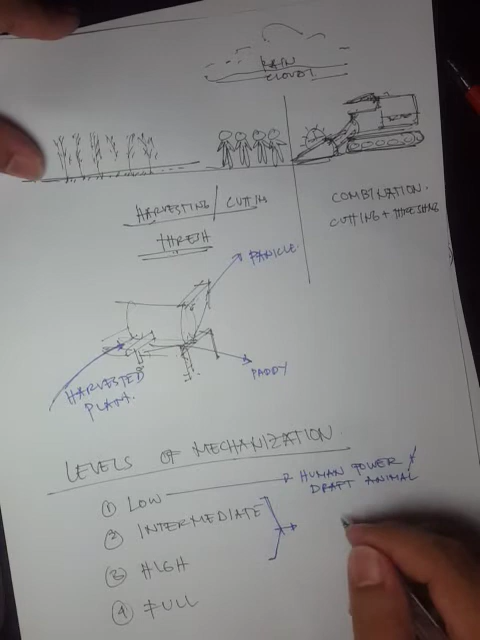 RAIN
CLOUD!
HARVESTING/CUTTING
THRESH
COMBINATION.
CUTTING + THRESHING
PANICLE.
HARVESTED
PLANT.
PADDY
LEVELS OF MECHANIZATION.
① LOW
HUMAN POWER
DRAFT ANIMAL
② INTERMEDIATE
③ HIGH
④ FULL